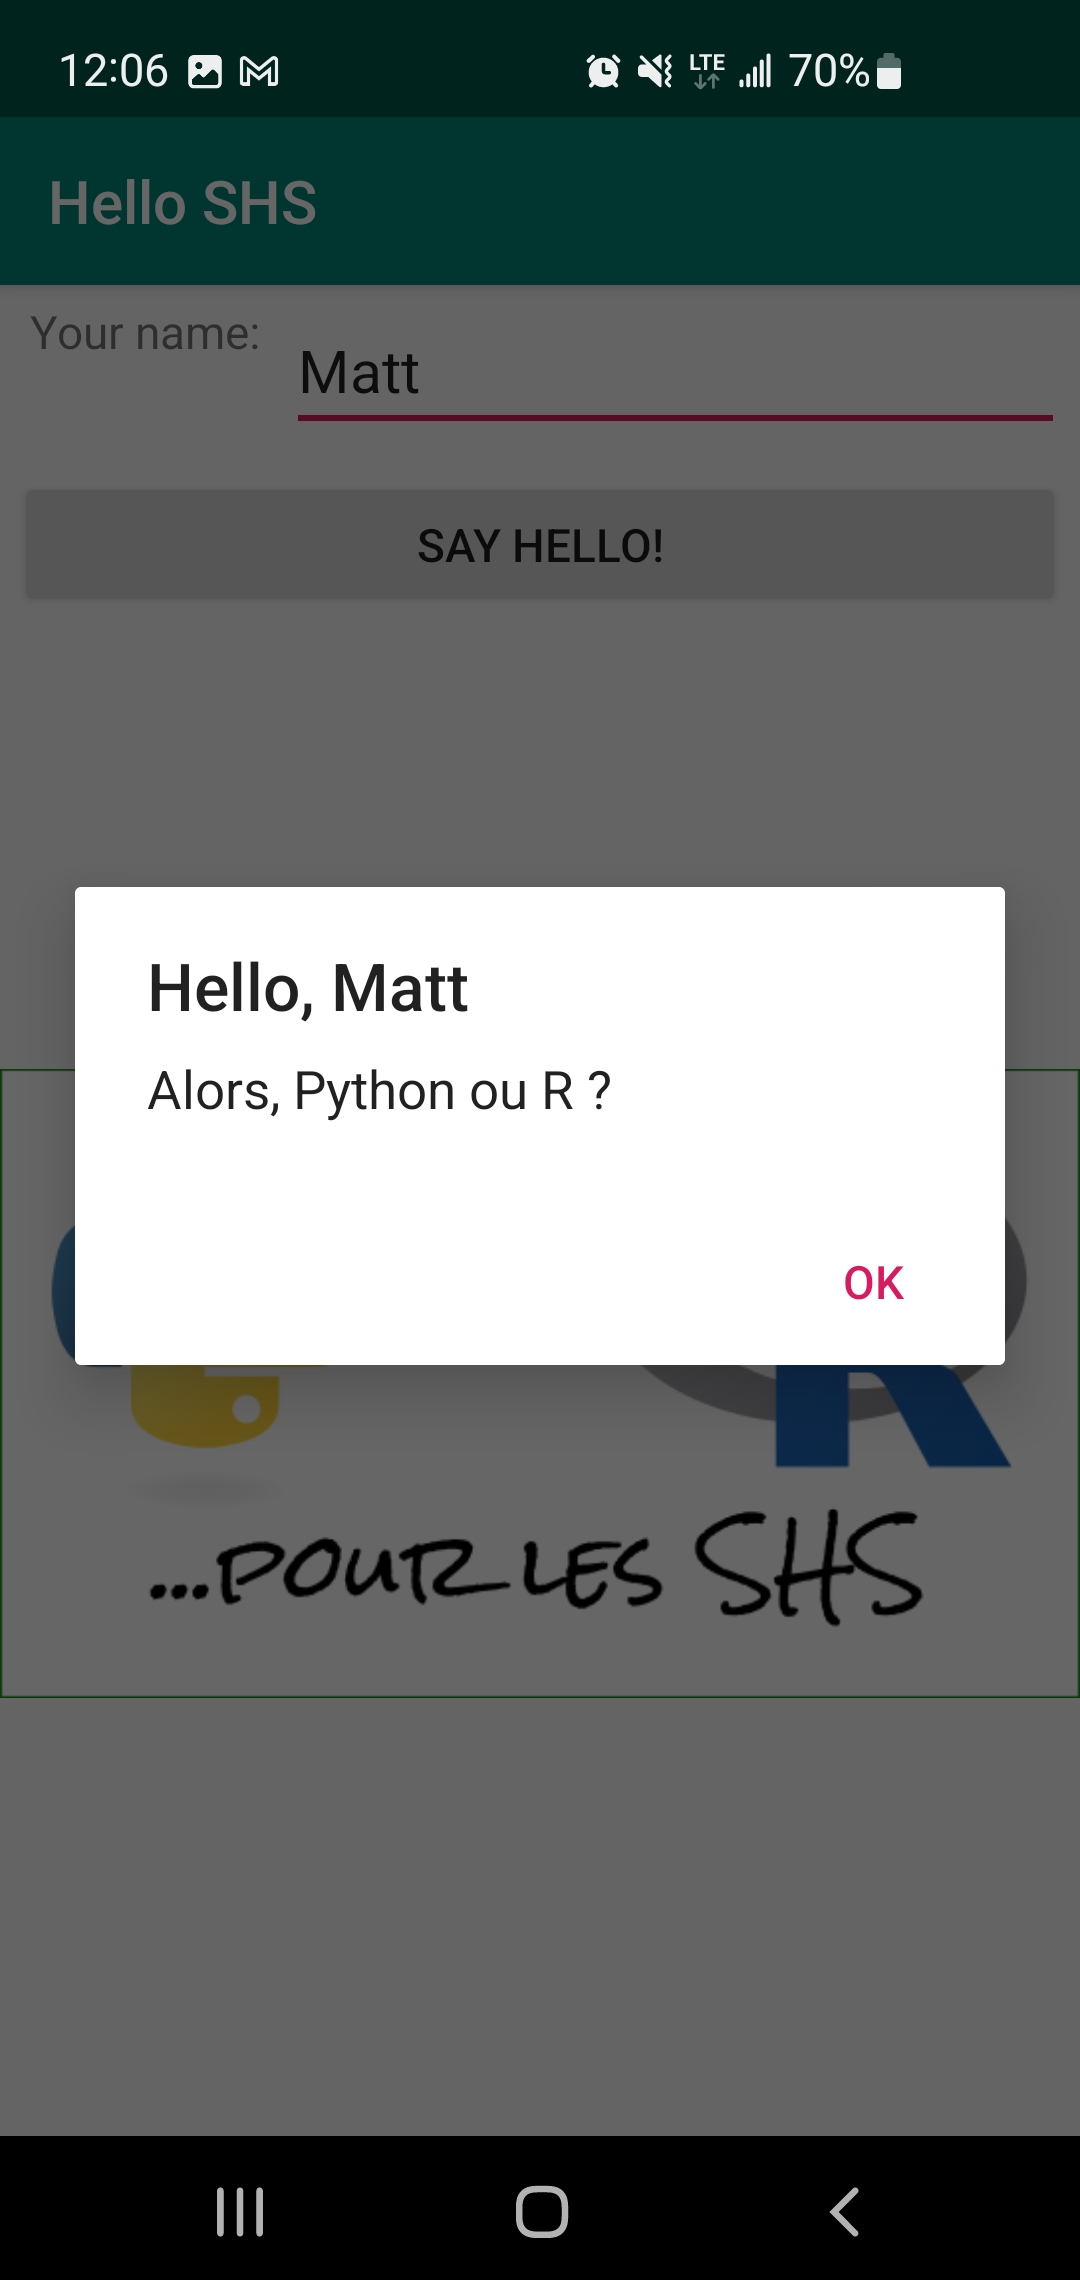 12:06 LTE 70%
Hello SHS
Your name:
Matt
SAY HELLO!
Hello, Matt
Alors, Python ou R ?
OK
R
...POUR LES SHS